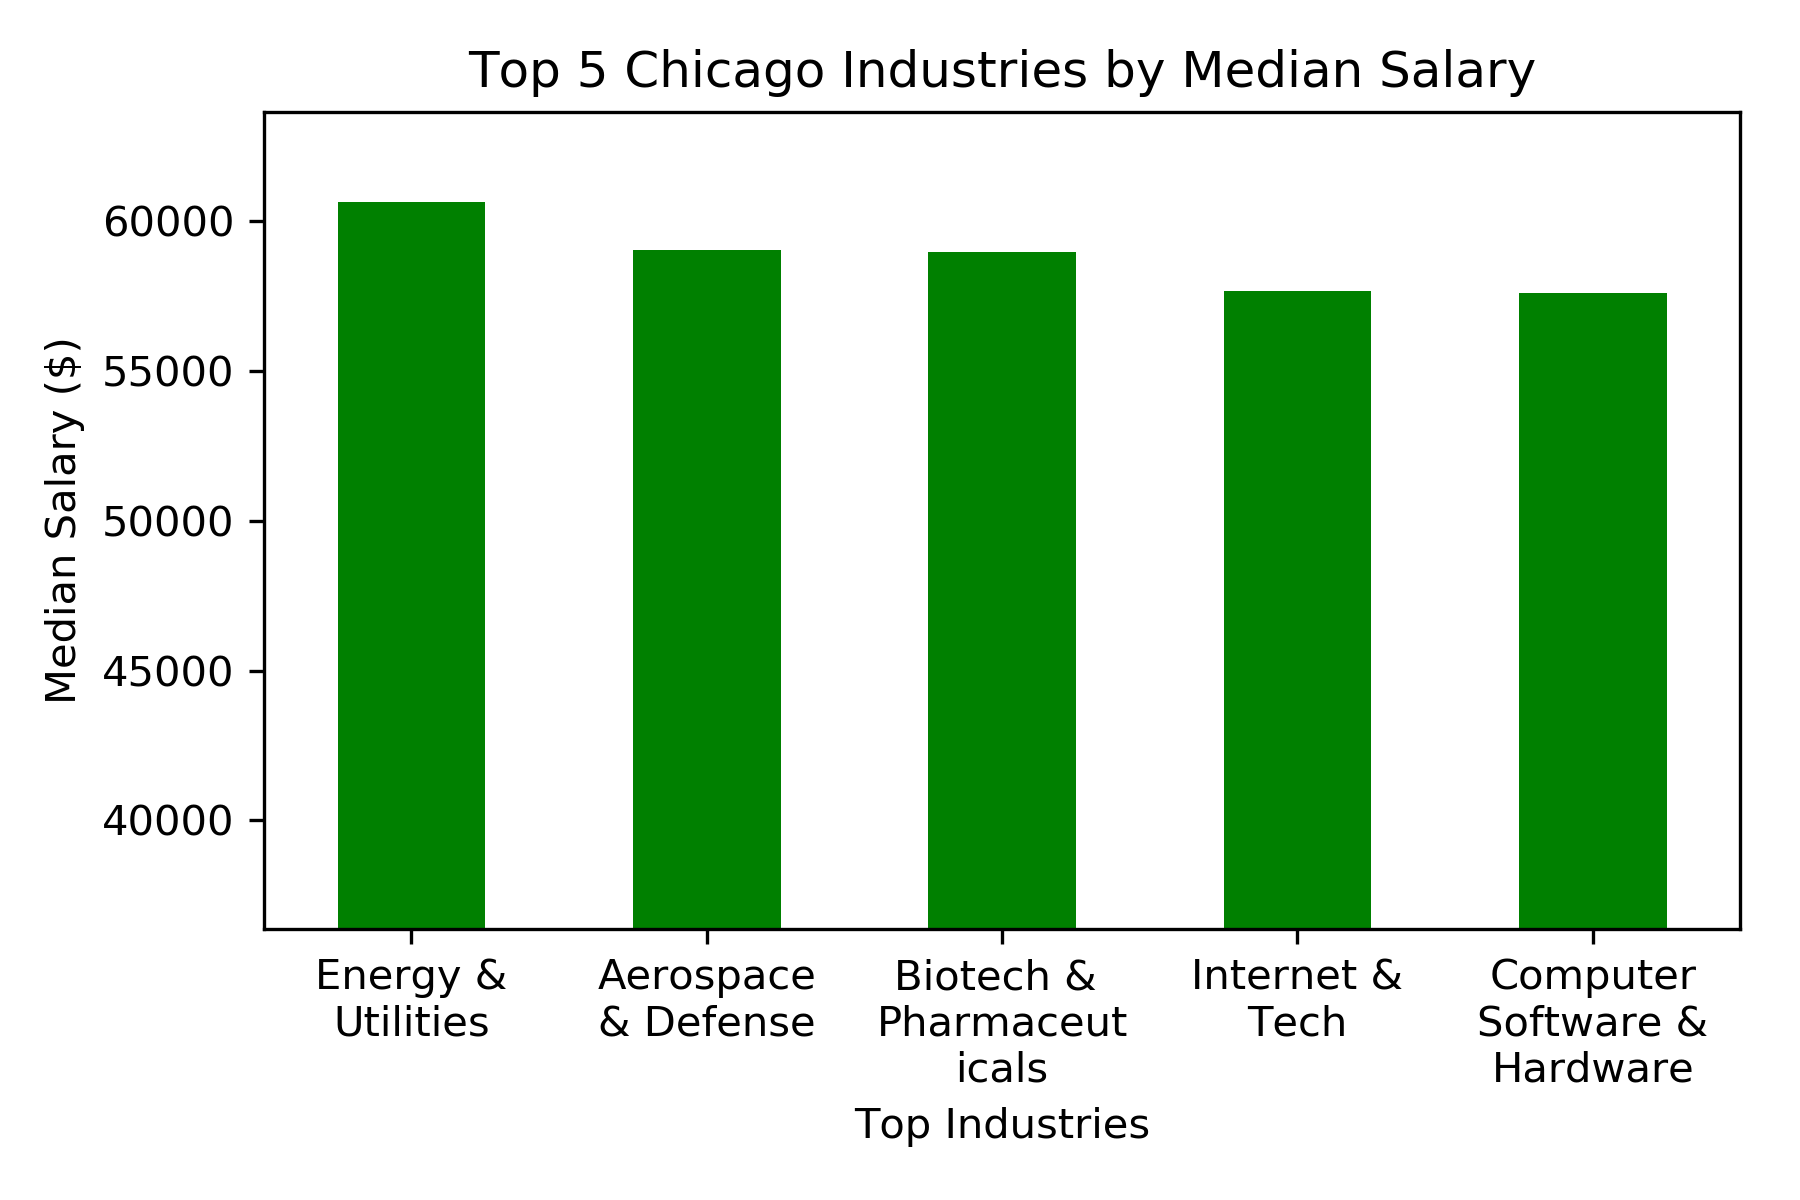 Top 5 Chicago Industries by Median Salary
Median Salary ($)
60000
55000
50000
45000
40000
Energy &
Utilities
Aerospace
& Defense
Biotech &
Pharmaceut
icals
Internet &
Tech
Computer
Software &
Hardware
Top Industries